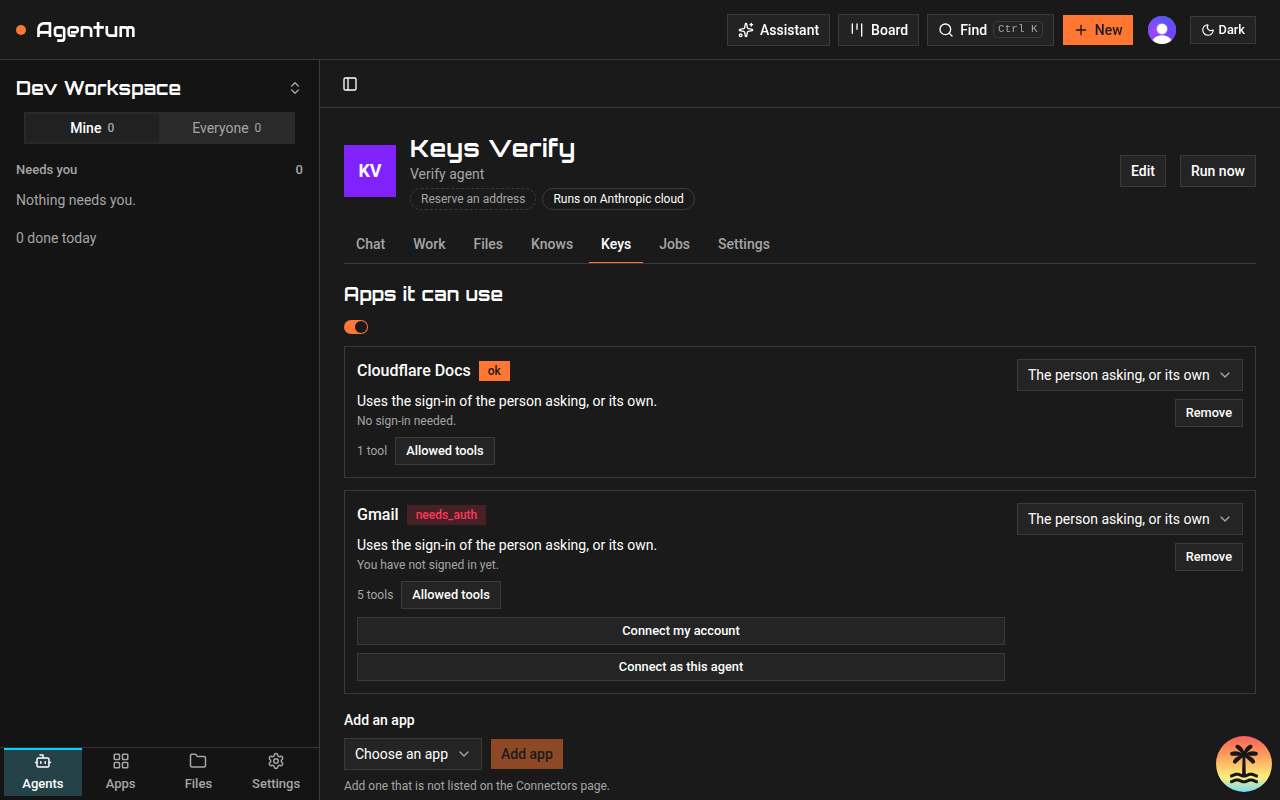 Agentum
Assistant
Board
Find Ctrl K
New
Dark
Dev Workspace
Mine 0
Everyone 0
Needs you 0
Nothing needs you.
0 done today
Agents
Apps
Files
Settings
KV
Keys Verify
Verify agent
Reserve an address
Runs on Anthropic cloud
Edit
Run now
Chat
Work
Files
Knows
Keys
Jobs
Settings
Apps it can use
Cloudflare Docs ok
The person asking, or its own
Uses the sign-in of the person asking, or its own.
No sign-in needed.
Remove
1 tool Allowed tools
Gmail needs_auth
The person asking, or its own
Uses the sign-in of the person asking, or its own.
You have not signed in yet.
Remove
5 tools Allowed tools
Connect my account
Connect as this agent
Add an app
Choose an app
Add app
Add one that is not listed on the Connectors page.